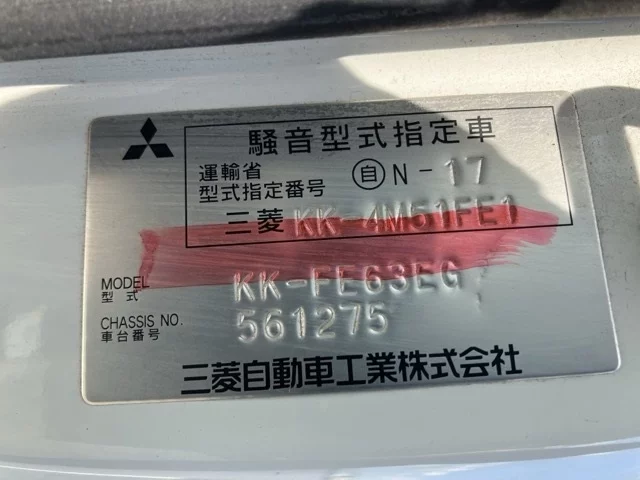 騒音型式指定車
運輸省
型式指定番号 自 N-17
三菱 KK-4M51FE1
MODEL
型式 KK-FE63EG
CHASSIS NO.
車台番号 561275
三菱自動車工業株式会社